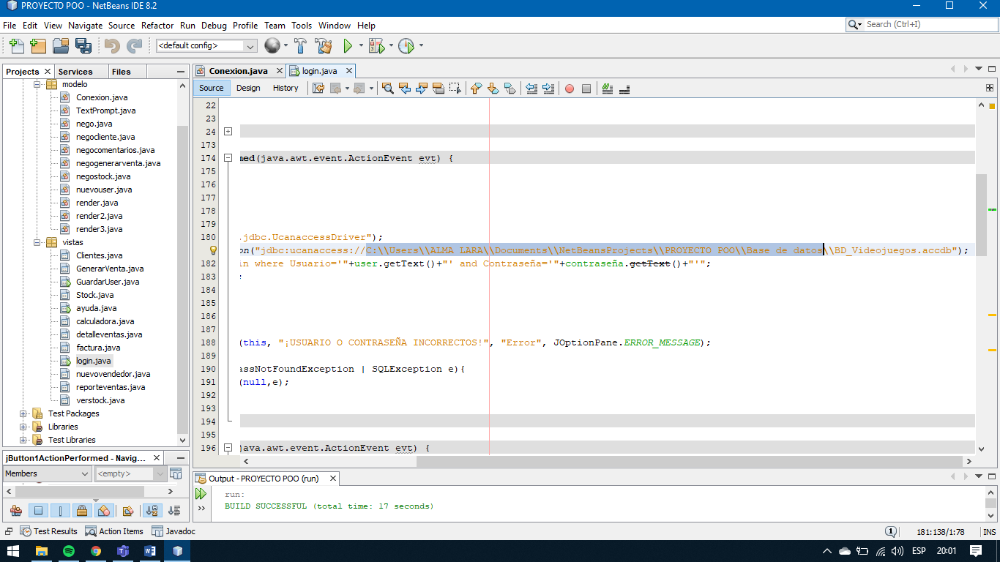 PROYECTO POO - NetBeans IDE 8.2
File Edit View Navigate Source Refactor Run Debug Profile Team Tools Window Help
Search (Ctrl+I)
<default config>
Projects Services Files
Conexion.java login.java
Source Design History
modelo
Conexion.java
TextPrompt.java
nego.java
negocliente.java
negocomentarios.java
negogenerarventa.java
negostock.java
nuevouser.java
render.java
render2.java
render3.java
vistas
Clientes.java
GenerarVenta.java
GuardarUser.java
Stock.java
ayuda.java
calculadora.java
detalleventas.java
factura.java
login.java
nuevovendedor.java
reporteventas.java
verstock.java
Test Packages
Libraries
Test Libraries
22
23
24
173
174 med(java.awt.event.ActionEvent evt) {
175
176
177
178
179
180 .jdbc.UcanaccessDriver");
on("jdbc:ucanaccess://C:\\Users\\ALMA LARA\\Documents\\NetBeansProjects\\PROYECTO POO\\Base de datos\\BD_Videojuegos.accdb");
182 in where Usuario='"+user.getText()+"' and Contraseña='"+contraseña.getText()+"'";
183 ;
184
185
186
187
188 (this, "¡USUARIO O CONTRASEÑA INCORRECTOS!", "Error", JOptionPane.ERROR_MESSAGE);
189
190 assNotFoundException | SQLException e){
191 (null,e);
192
193
194
195
196 java.awt.event.ActionEvent evt) {
jButton1ActionPerformed - Navig...
Members <empty>
Output - PROYECTO POO (run)
run:
BUILD SUCCESSFUL (total time: 17 seconds)
Test Results Action Items Javadoc
1 181:138/1:78 INS
ESP 20:01